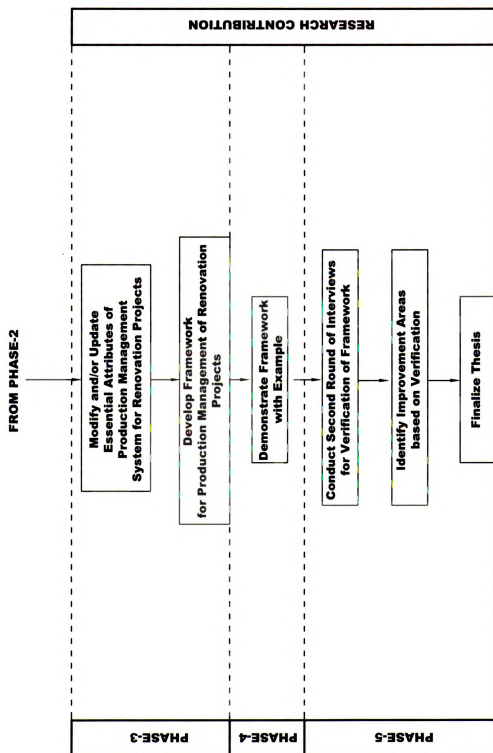 FROM PHASE-2
RESEARCH CONTRIBUTION
PHASE-3
Modify and/or Update
Essential Attributes of
Production Management
System for Renovation Projects
Develop Framework
for Production Management of Renovation
Projects
PHASE-4
Demonstrate Framework
with Example
PHASE-5
Conduct Second Round of Interviews
for Verification of Framework
Identify Improvement Areas
based on Verification
Finalize Thesis